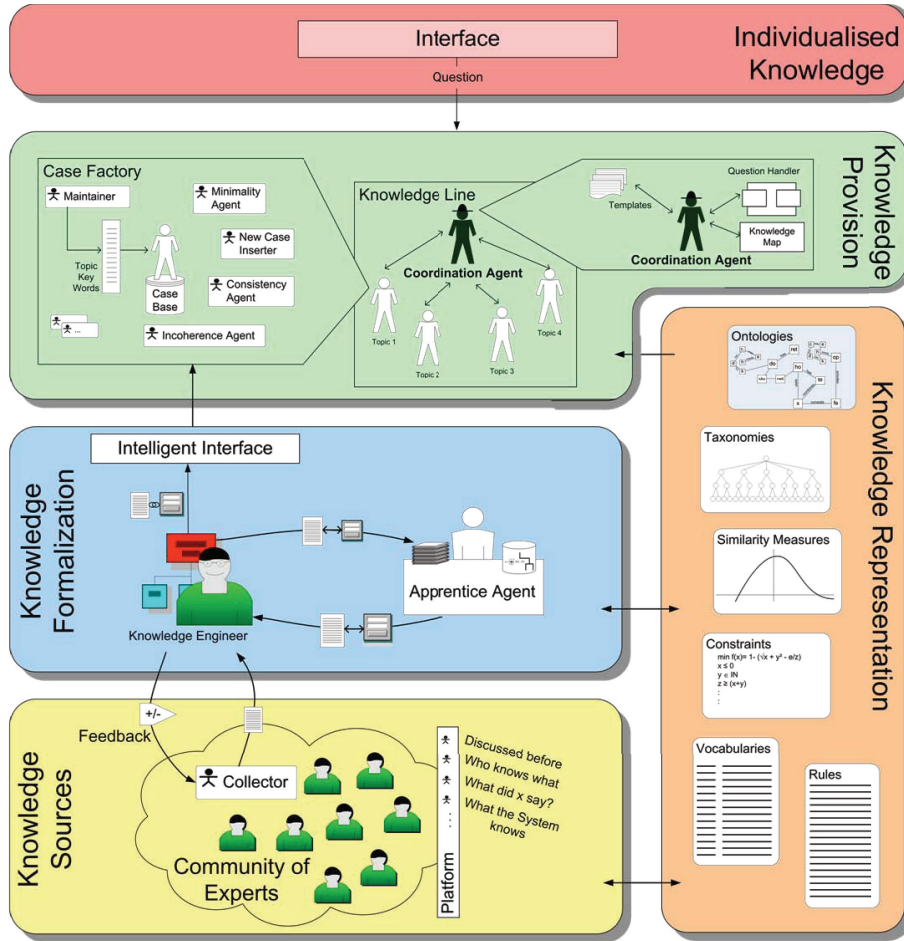 Interface
Individualised
Knowledge
Question
Knowledge
Provision
Case Factory
Maintainer
Topic
Key
Words
Case
Base
Minimality
Agent
New Case
Inserter
Consistency
Agent
Incoherence Agent
...
Knowledge Line
Coordination Agent
Topic 1
Topic 2
Topic 3
Topic 4
Templates
Question Handler
Knowledge
Map
Coordination Agent
Knowledge
Formalization
Intelligent Interface
Knowledge Engineer
Apprentice Agent
Knowledge
Sources
+/-
Feedback
Collector
Community of
Experts
Platform
Discussed before
Who knows what
What did x say?
What the System
knows
Knowledge Representation
Ontologies
Taxonomies
Similarity Measures
Constraints
min f(x)= 1- (√x + y² - e/z)
x ≤ 0
y ∈ IN
z ≥ (x+y)
:
:
Vocabularies
Rules